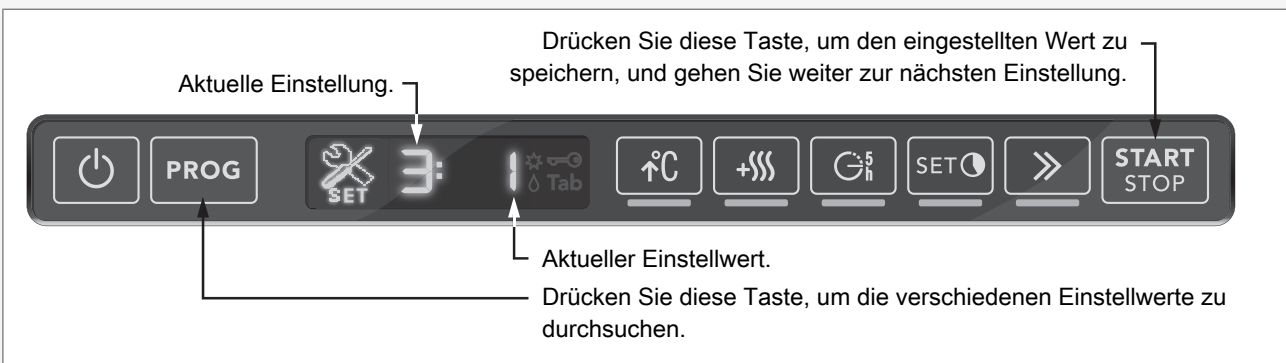 Drücken Sie diese Taste, um den eingestellten Wert zu
speichern, und gehen Sie weiter zur nächsten Einstellung.
Aktuelle Einstellung.
PROG
SET
3: 1
Tab
°C
+
5
h
SET
START
STOP
Aktueller Einstellwert.
Drücken Sie diese Taste, um die verschiedenen Einstellwerte zu
durchsuchen.